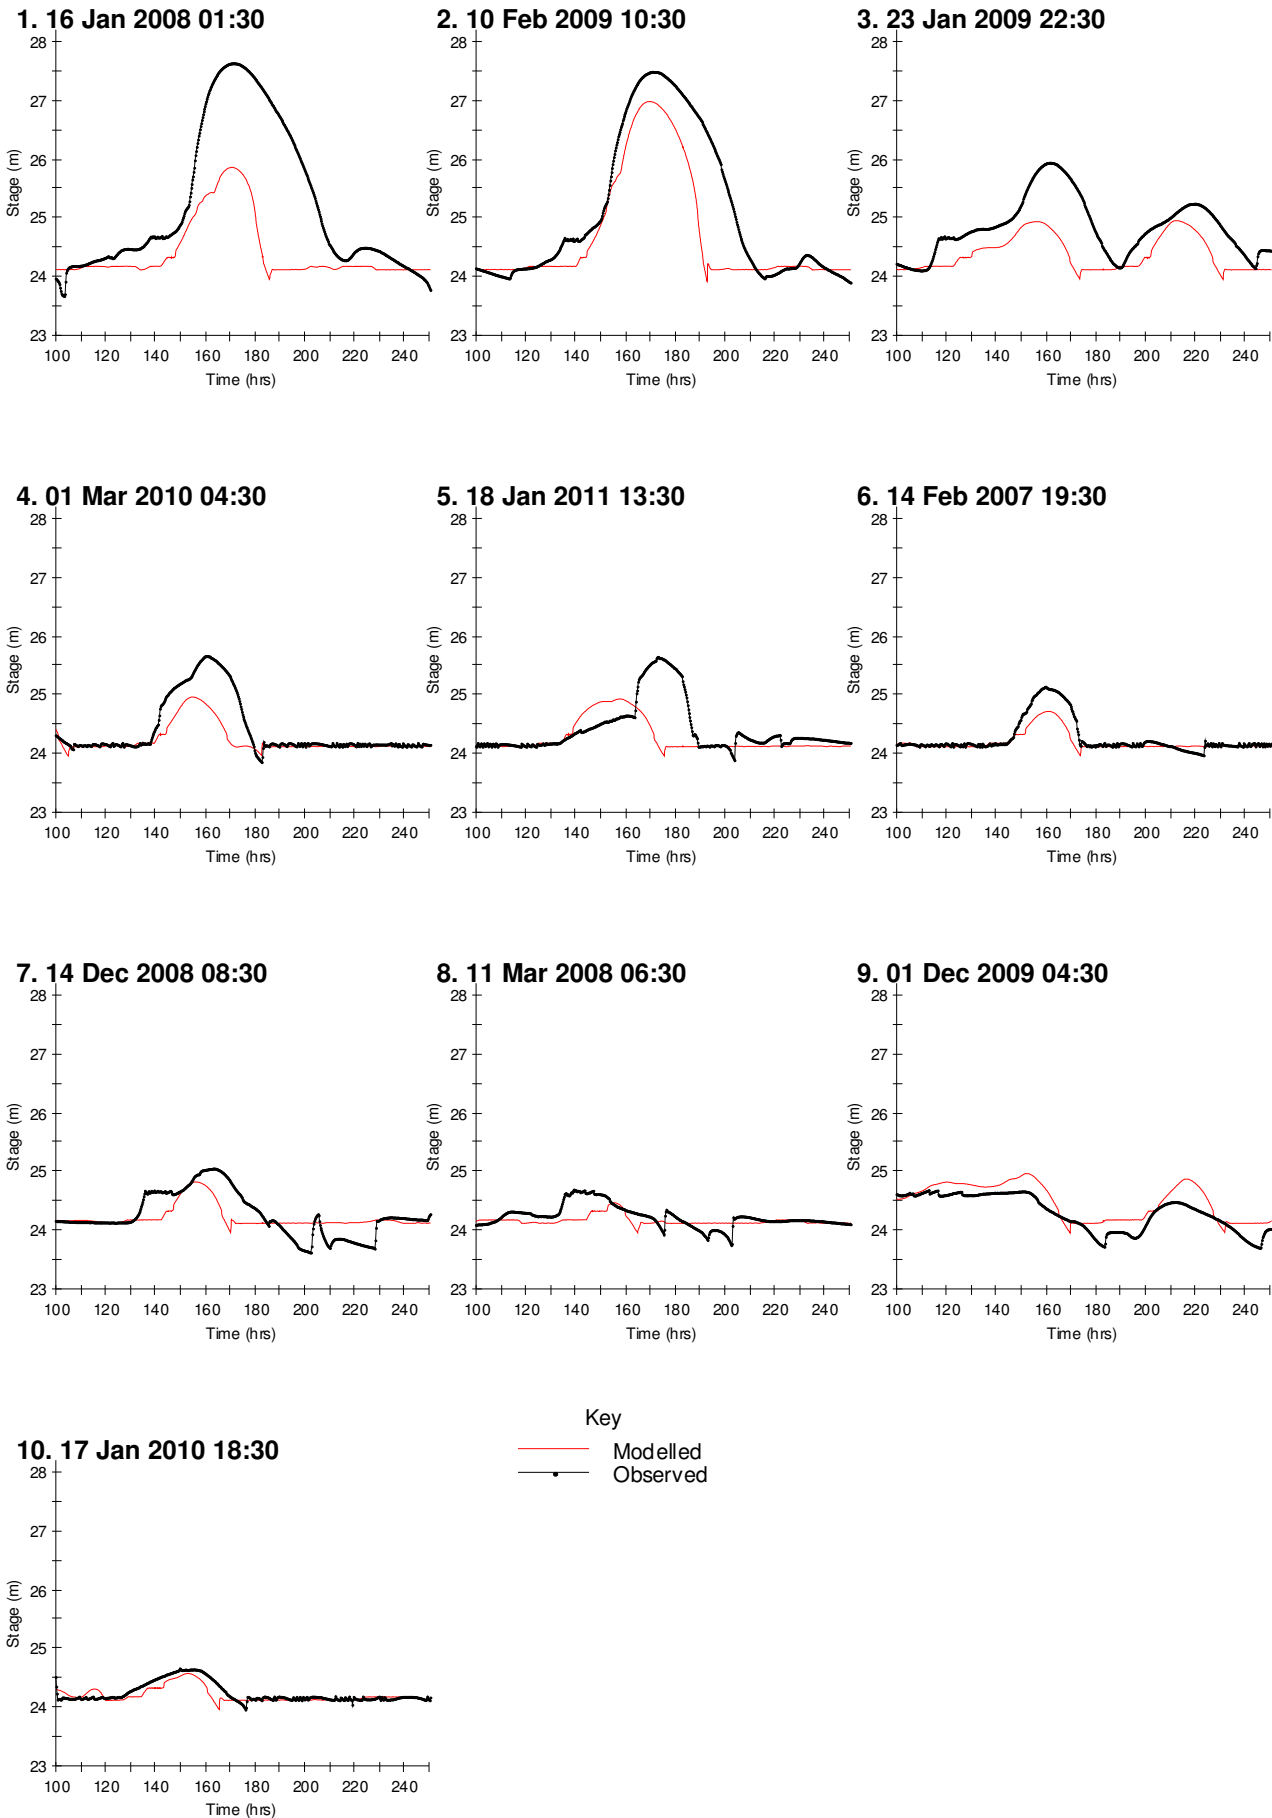 1. 16 Jan 2008 01:30
28
27
26
25
24
23
Stage (m)
100 120 140 160 180 200 220 240
Time (hrs)
2. 10 Feb 2009 10:30
28
27
26
25
24
23
Stage (m)
100 120 140 160 180 200 220 240
Time (hrs)
3. 23 Jan 2009 22:30
28
27
26
25
24
23
Stage (m)
100 120 140 160 180 200 220 240
Time (hrs)
4. 01 Mar 2010 04:30
28
27
26
25
24
23
Stage (m)
100 120 140 160 180 200 220 240
Time (hrs)
5. 18 Jan 2011 13:30
28
27
26
25
24
23
Stage (m)
100 120 140 160 180 200 220 240
Time (hrs)
6. 14 Feb 2007 19:30
28
27
26
25
24
23
Stage (m)
100 120 140 160 180 200 220 240
Time (hrs)
7. 14 Dec 2008 08:30
28
27
26
25
24
23
Stage (m)
100 120 140 160 180 200 220 240
Time (hrs)
8. 11 Mar 2008 06:30
28
27
26
25
24
23
Stage (m)
100 120 140 160 180 200 220 240
Time (hrs)
9. 01 Dec 2009 04:30
28
27
26
25
24
23
Stage (m)
100 120 140 160 180 200 220 240
Time (hrs)
10. 17 Jan 2010 18:30
28
27
26
25
24
23
Stage (m)
100 120 140 160 180 200 220 240
Time (hrs)
Key
Modelled
Observed